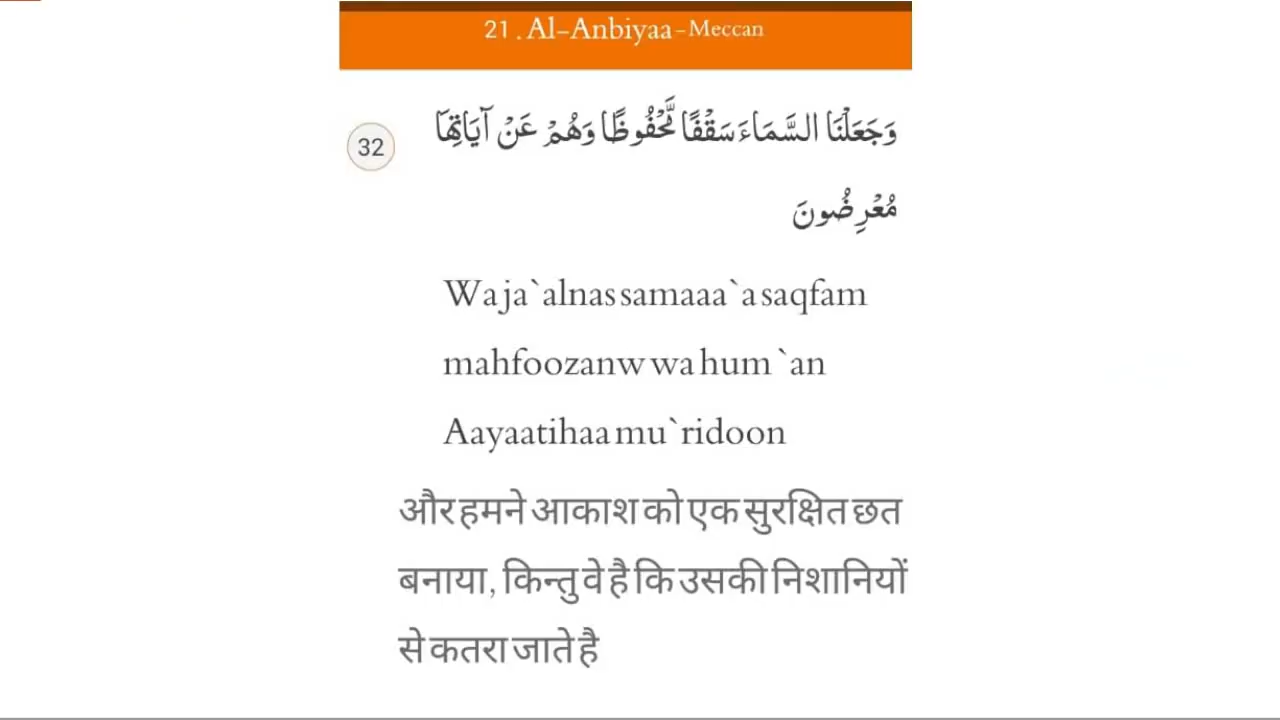 21 . Al-Anbiyaa - Meccan
وَجَعَلْنَا السَّمَاءَ سَقْفًا مَّحْفُوظًا وَهُمْ عَنْ آيَاتِهَا
32
مُعْرِضُونَ
Wa ja`alnas samaaa`a saqfam
mahfoozanw wa hum `an
Aayaatihaa mu`ridoon
और हमने आकाश को एक सुरक्षित छत
बनाया, किन्तु वे है कि उसकी निशानियों
से कतरा जाते है